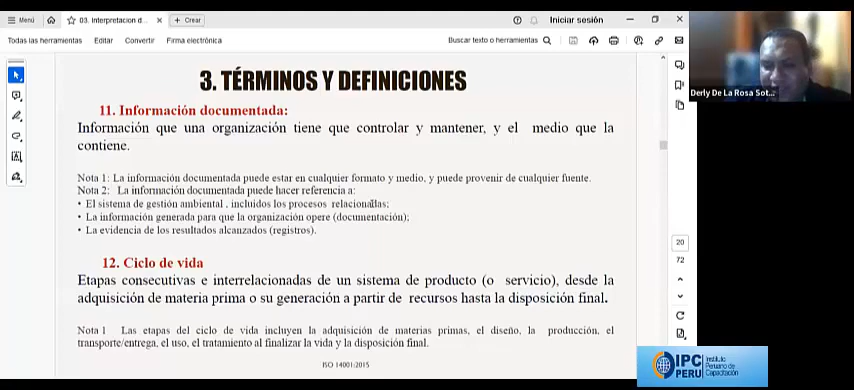 Menú
03. Interpretacion d...
+ Crear
Iniciar sesión
Todas las herramientas Editar Convertir Firma electrónica
Buscar texto o herramientas
3. TÉRMINOS Y DEFINICIONES
11. Información documentada:
Información que una organización tiene que controlar y mantener, y el medio que la
contiene.
Nota 1: La información documentada puede estar en cualquier formato y medio, y puede provenir de cualquier fuente.
Nota 2: La información documentada puede hacer referencia a:
• El sistema de gestión ambiental , incluidos los procesos relacionadas;
• La información generada para que la organización opere (documentación);
• La evidencia de los resultados alcanzados (registros).
12. Ciclo de vida
Etapas consecutivas e interrelacionadas de un sistema de producto (o servicio), desde la
adquisición de materia prima o su generación a partir de recursos hasta la disposición final.
Nota 1 Las etapas del ciclo de vida incluyen la adquisición de materias primas, el diseño, la producción, el
transporte/entrega, el uso, el tratamiento al finalizar la vida y la disposición final.
ISO 14001:2015
20
72
Derly De La Rosa Sot...
IPC
PERU
Instituto
Peruano de
Capacitación